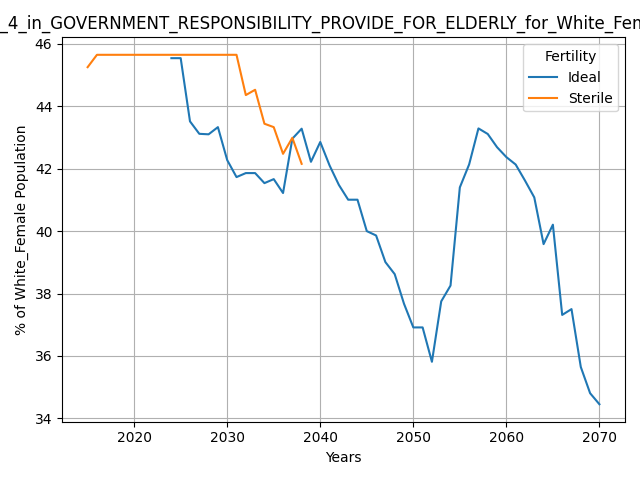 _4_in_GOVERNMENT_RESPONSIBILITY_PROVIDE_FOR_ELDERLY_for_White_Fem
46
44
42
40
38
36
34
% of White_Female Population
Fertility
Ideal
Sterile
2020 2030 2040 2050 2060 2070
Years